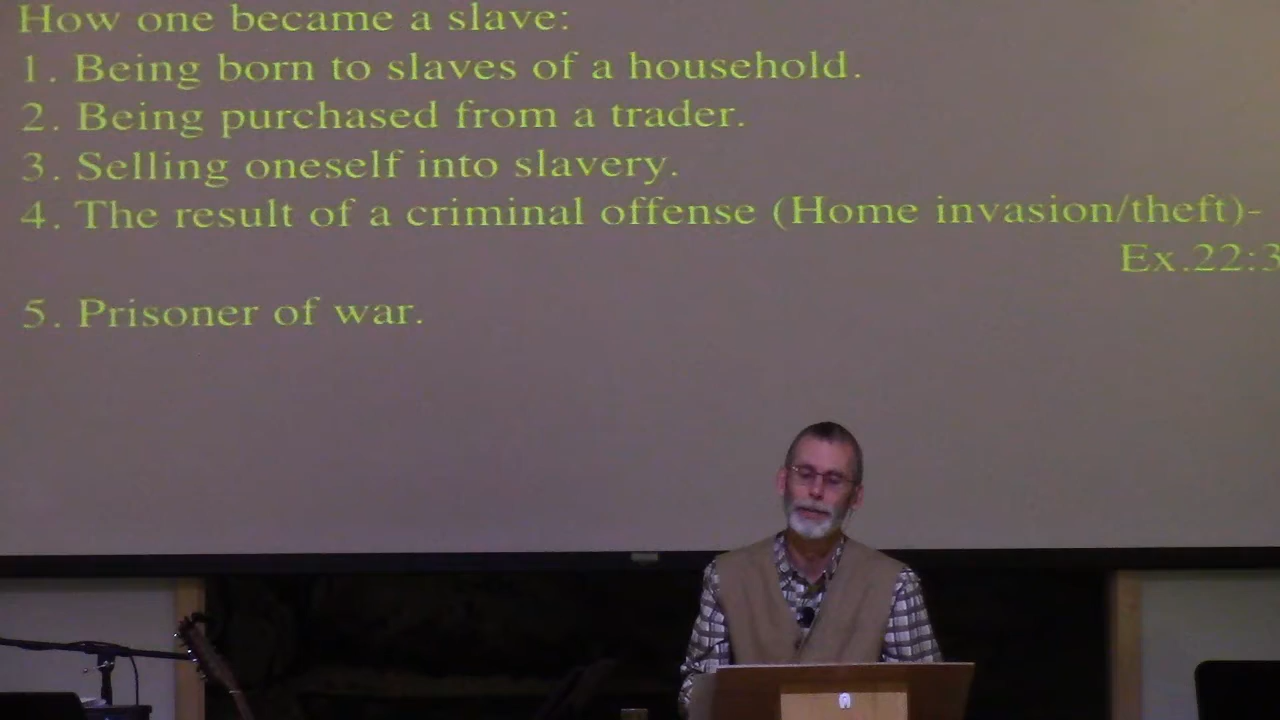 How one became a slave:
1. Being born to slaves of a household.
2. Being purchased from a trader.
3. Selling oneself into slavery.
4. The result of a criminal offense (Home invasion/theft)-
Ex.22:3
5. Prisoner of war.